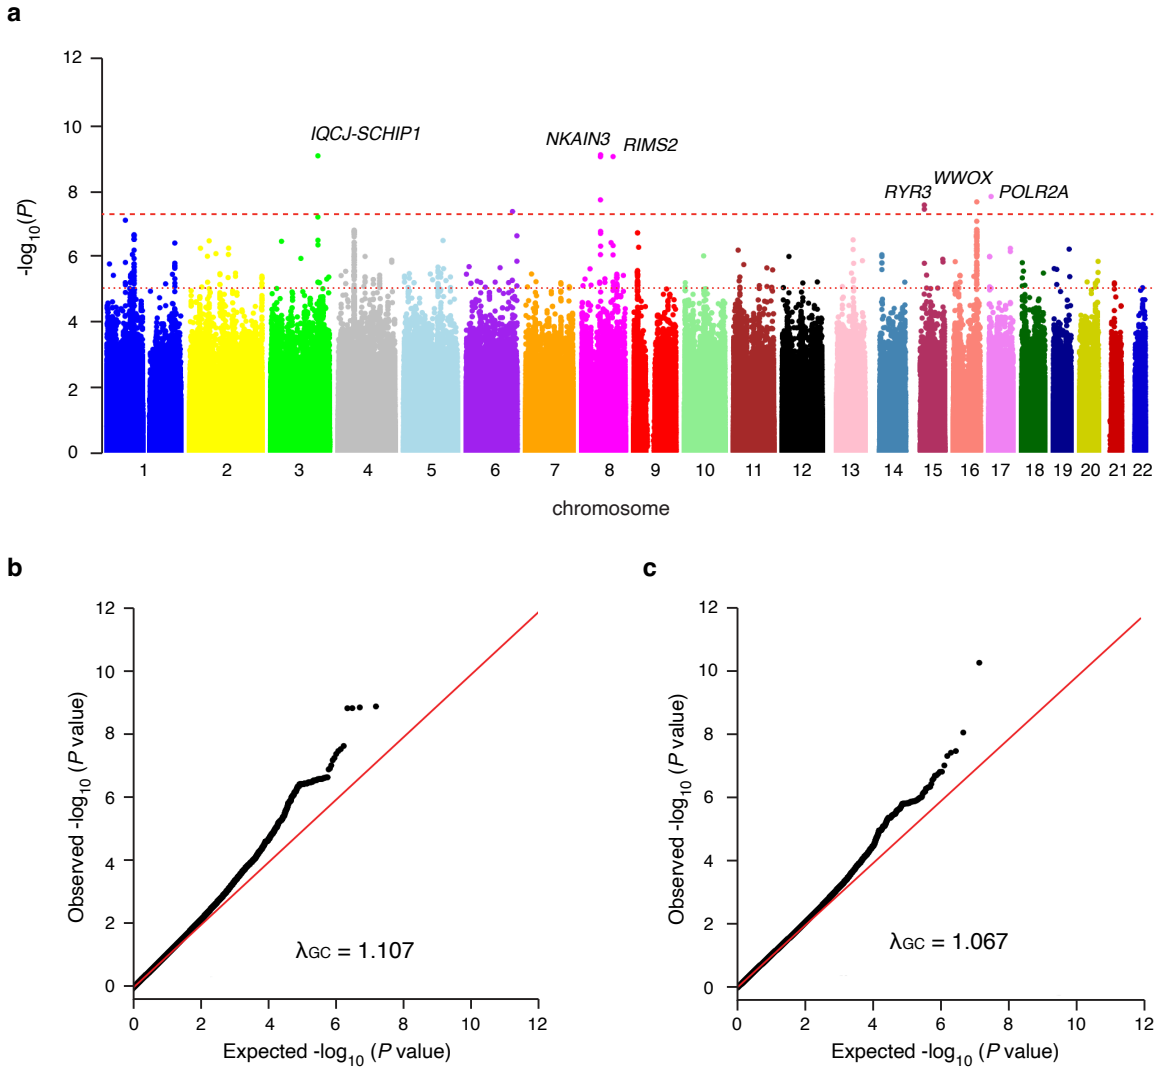 a
12
10
8
6
4
2
0
-log10(P)
IQCJ-SCHIP1
NKAIN3
RIMS2
RYR3
WWOX
POLR2A
1 2 3 4 5 6 7 8 9 10 11 12 13 14 15 16 17 18 19 20 21 22
chromosome
b
12
10
8
6
4
2
0
Observed -log10 (P value)
λGC = 1.107
0 2 4 6 8 10 12
Expected -log10 (P value)
c
12
10
8
6
4
2
0
Observed -log10 (P value)
λGC = 1.067
0 2 4 6 8 10 12
Expected -log10 (P value)